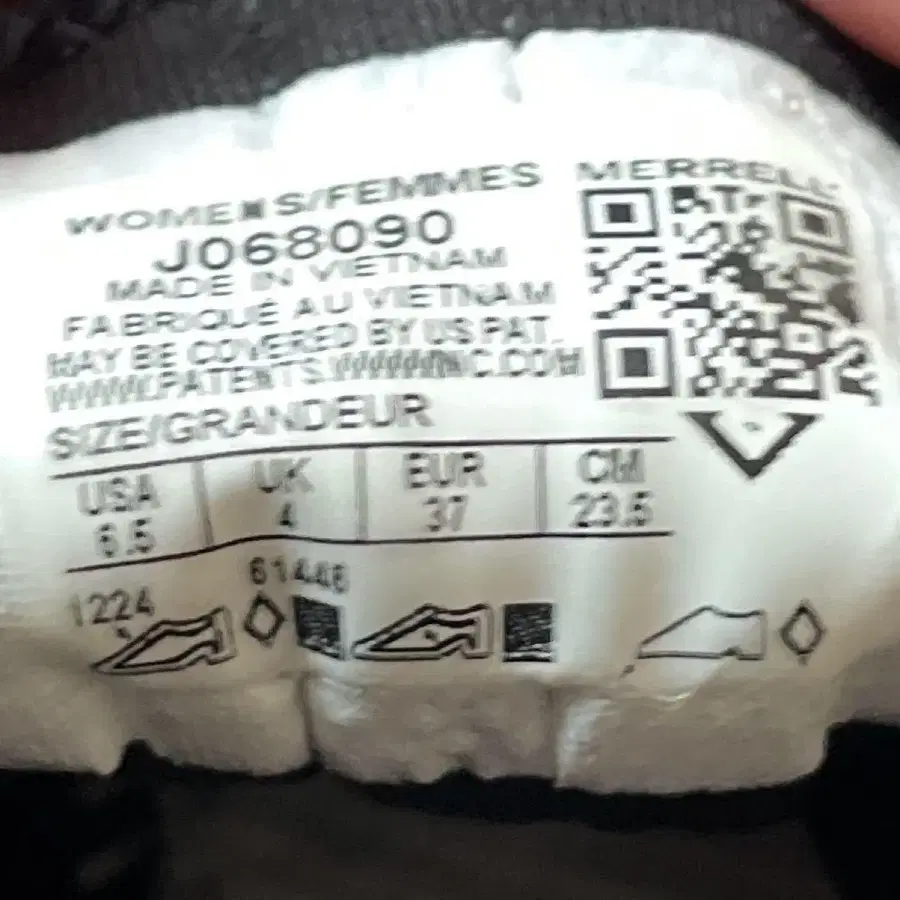 WOMEN'S/FEMMES
J068090
MADE IN VIETNAM
FABRIQUÉ AU VIETNAM
MAY BE COVERED BY US PAT.
SIZE/GRANDEUR
USA UK EUR CM
6.5 4 37 23.5
1224 61446
MERRELL